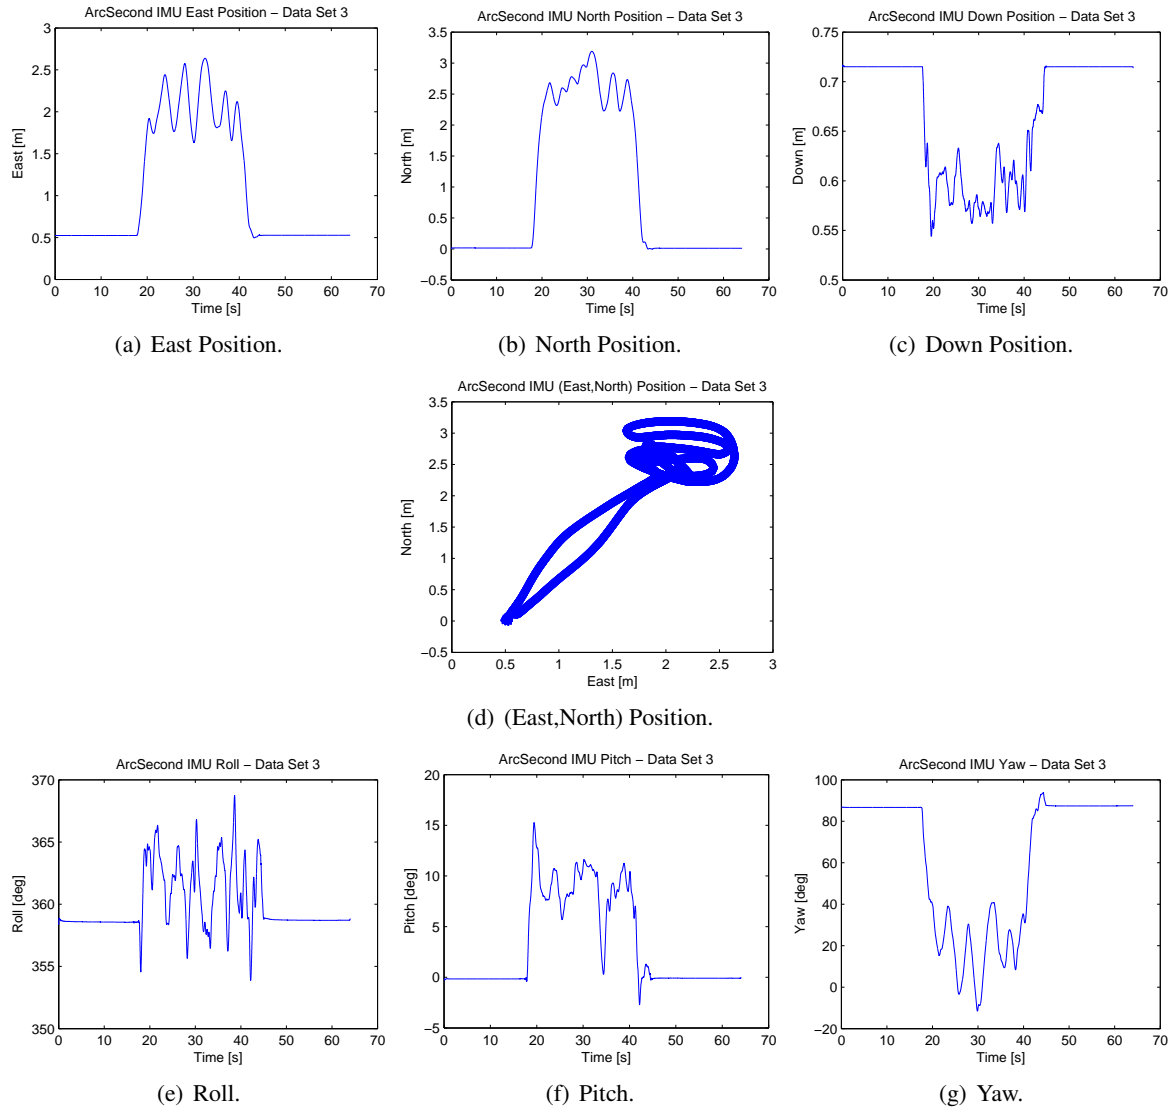 ArcSecond IMU East Position – Data Set 3
3
2.5
2
1.5
1
0.5
0
East [m]
0 10 20 30 40 50 60 70
Time [s]
(a) East Position.
ArcSecond IMU North Position – Data Set 3
3.5
3
2.5
2
1.5
1
0.5
0
−0.5
North [m]
0 10 20 30 40 50 60 70
Time [s]
(b) North Position.
ArcSecond IMU Down Position – Data Set 3
0.75
0.7
0.65
0.6
0.55
0.5
Down [m]
0 10 20 30 40 50 60 70
Time [s]
(c) Down Position.
ArcSecond IMU (East,North) Position – Data Set 3
3.5
3
2.5
2
1.5
1
0.5
0
−0.5
North [m]
0 0.5 1 1.5 2 2.5 3
East [m]
(d) (East,North) Position.
ArcSecond IMU Roll – Data Set 3
370
365
360
355
350
Roll [deg]
0 10 20 30 40 50 60 70
Time [s]
(e) Roll.
ArcSecond IMU Pitch – Data Set 3
20
15
10
5
0
−5
Pitch [deg]
0 10 20 30 40 50 60 70
Time [s]
(f) Pitch.
ArcSecond IMU Yaw – Data Set 3
100
80
60
40
20
0
−20
Yaw [deg]
0 10 20 30 40 50 60 70
Time [s]
(g) Yaw.